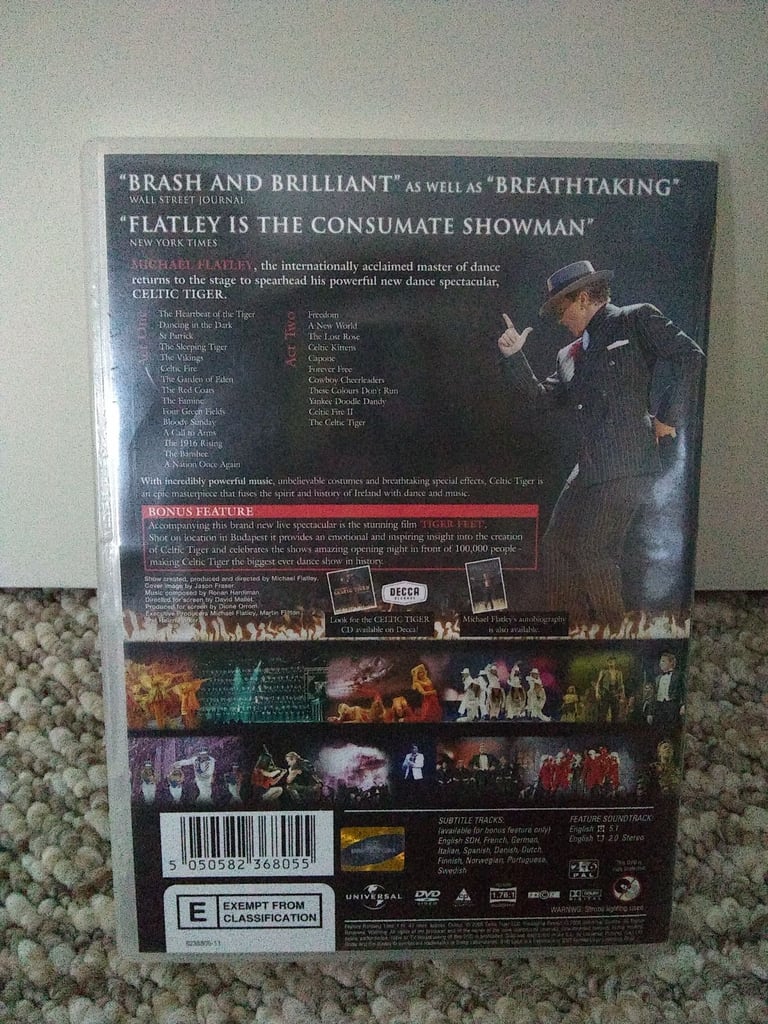 "BRASH AND BRILLIANT" AS WELL AS "BREATHTAKING"
WALL STREET JOURNAL
"FLATLEY IS THE CONSUMATE SHOWMAN"
NEW YORK TIMES
MICHAEL FLATLEY, the internationally acclaimed master of dance
returns to the stage to spearhead his powerful new dance spectacular,
CELTIC TIGER.
Act One
The Heartbeat of the Tiger
Dancing in the Dark
St Patrick
The Sleeping Tiger
The Vikings
Celtic Fire
The Garden of Eden
The Red Coats
The Famine
Four Green Fields
Bloody Sunday
A Call to Arms
The 1916 Rising
The Banshee
A Nation Once Again
Act Two
Freedom
A New World
The Lost Rose
Celtic Kittens
Capone
Forever Free
Cowboy Cheerleaders
These Colours Don't Run
Yankee Doodle Dandy
Celtic Fire II
The Celtic Tiger
With incredibly powerful music, unbelievable costumes and breathtaking special effects, Celtic Tiger is
an epic masterpiece that fuses the spirit and history of Ireland with dance and music.
BONUS FEATURE
Accompanying this brand new live spectacular is the stunning film TIGER FEET.
Shot on location in Budapest it provides an emotional and inspiring insight into the creation
of Celtic Tiger and celebrates the shows amazing opening night in front of 100,000 people -
making Celtic Tiger the biggest ever dance show in history.
Show created, produced and directed by Michael Flatley.
Cover image by Jason Fraser.
Music composed by Ronan Hardiman
Directed for screen by David Mallet.
Produced for screen by Dione Orrom.
Executive Producers Michael Flatley, Martin
DECCA
RECORDS
Look for the CELTIC TIGER
CD available on Decca!
Michael Flatley's autobiography
is also available.
5 050582 368055
E EXEMPT FROM
CLASSIFICATION
8238805-11
SUBTITLE TRACKS:
(available for bonus feature only)
English SDH, French, German,
Italian, Spanish, Danish, Dutch,
Finnish, Norwegian, Portuguese,
Swedish
FEATURE SOUNDTRACK:
English 5.1
English 2.0 Stereo
PAL
UNIVERSAL
DVD
VIDEO
1.78:1
WARNING: Strobe lighting used